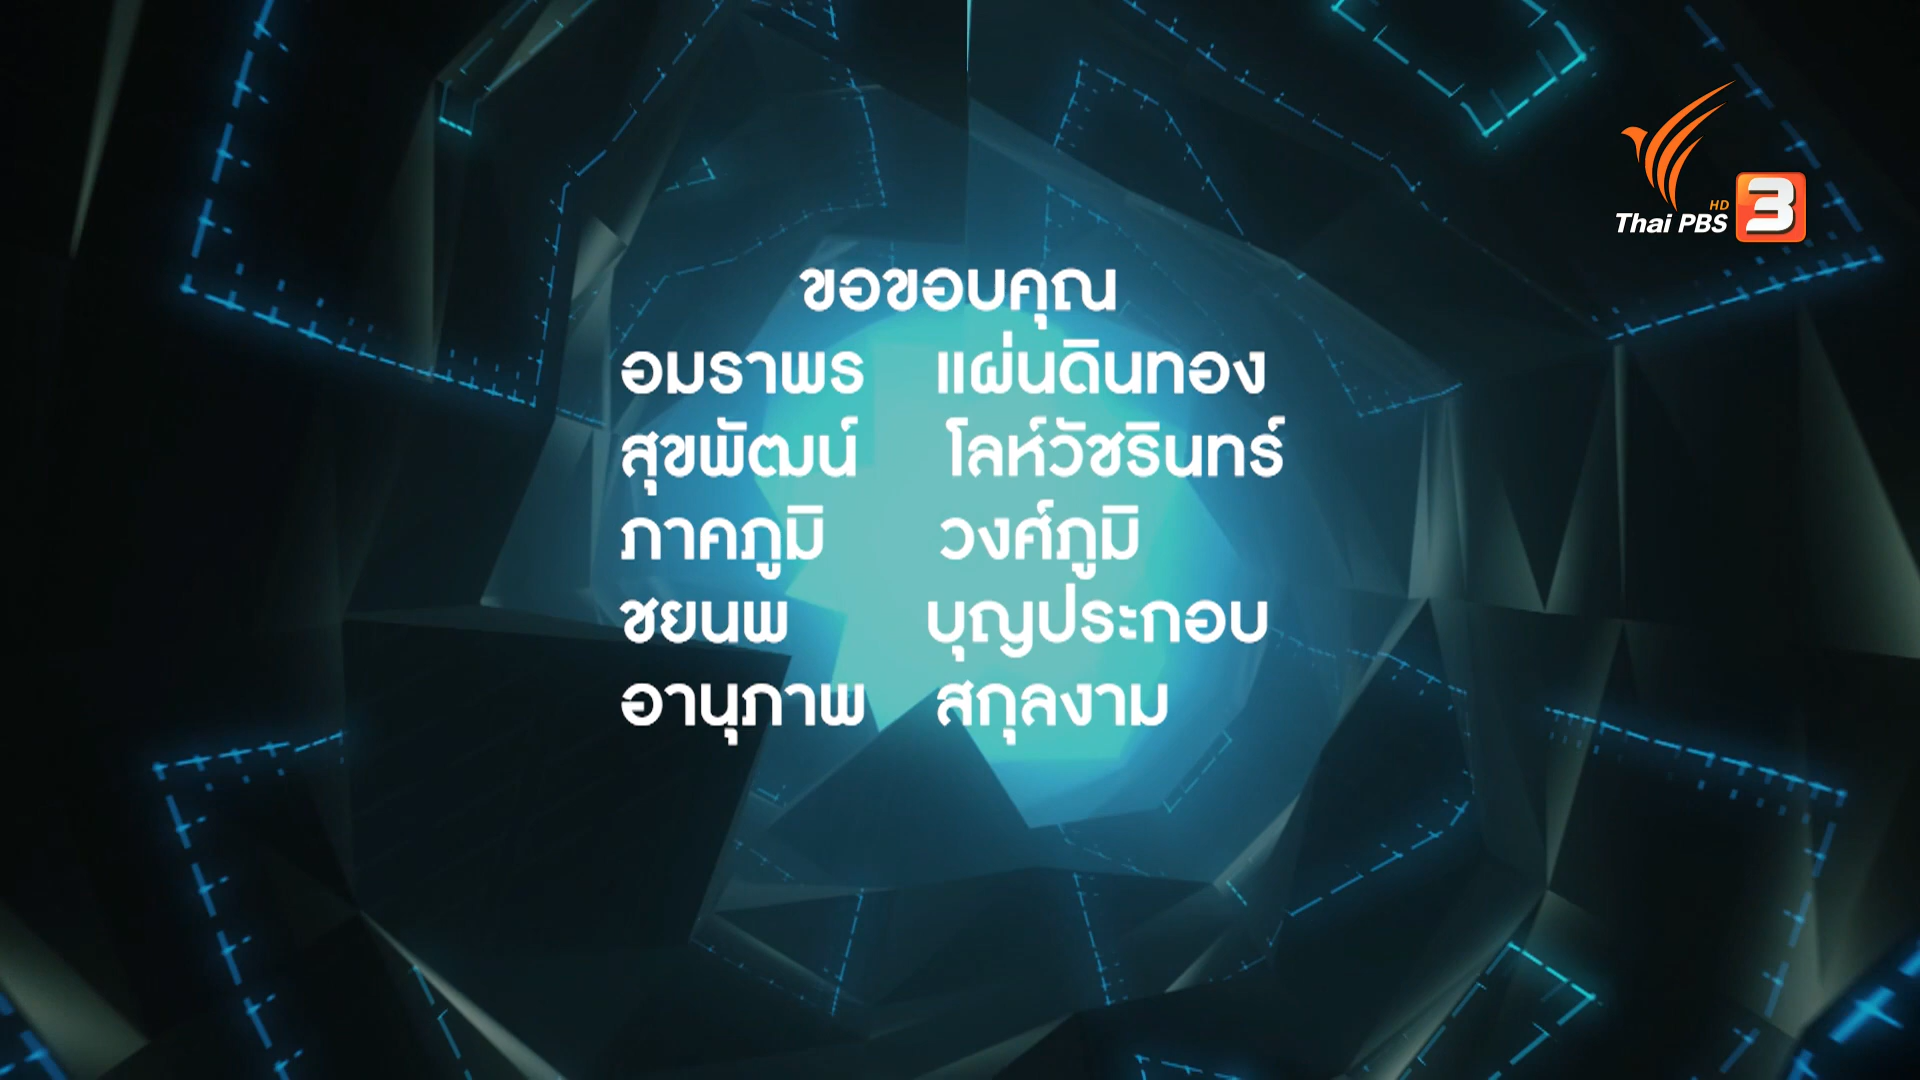 HD
Thai PBS 3
ขอขอบคุณ
อมราพร แผ่นดินทอง
สุขพัฒน์ โลห์วัชรินทร์
ภาคภูมิ วงศ์ภูมิ
ชยนพ บุญประกอบ
อานุภาพ สกุลงาม